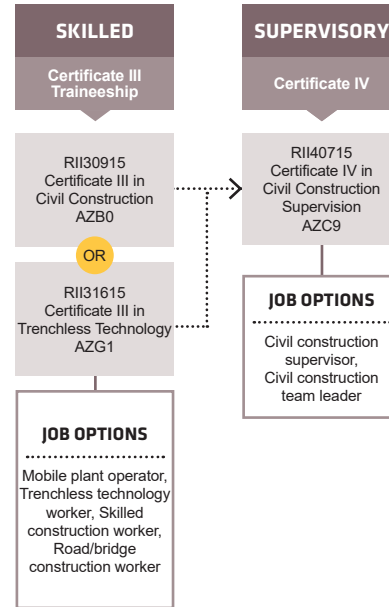 SKILLED
Certificate III
Traineeship
RII30915
Certificate III in
Civil Construction
AZB0
OR
RII31615
Certificate III in
Trenchless Technology
AZG1
JOB OPTIONS
Mobile plant operator,
Trenchless technology
worker, Skilled
construction worker,
Road/bridge
construction worker
SUPERVISORY
Certificate IV
RII40715
Certificate IV in
Civil Construction
Supervision
AZC9
JOB OPTIONS
Civil construction
supervisor,
Civil construction
team leader